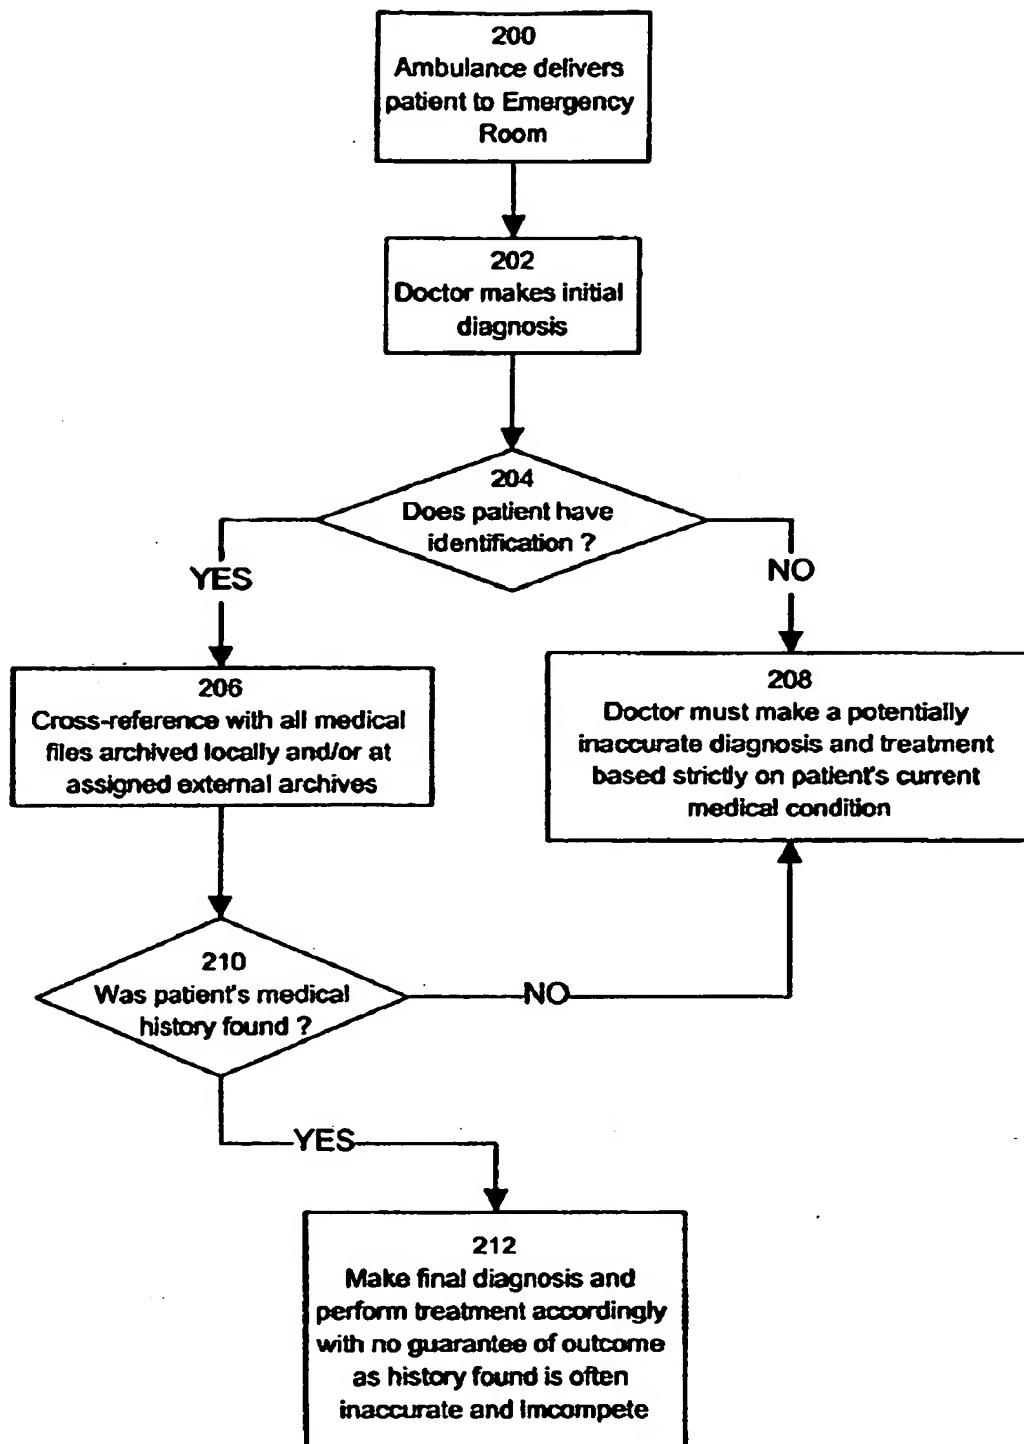 200
Ambulance delivers
patient to Emergency
Room
202
Doctor makes initial
diagnosis
204
Does patient have
identification ?
YES
NO
206
Cross-reference with all medical
files archived locally and/or at
assigned external archives
208
Doctor must make a potentially
inaccurate diagnosis and treatment
based strictly on patient's current
medical condition
210
Was patient's medical
history found ?
NO
YES
212
Make final diagnosis and
perform treatment accordingly
with no guarantee of outcome
as history found is often
inaccurate and imcompete